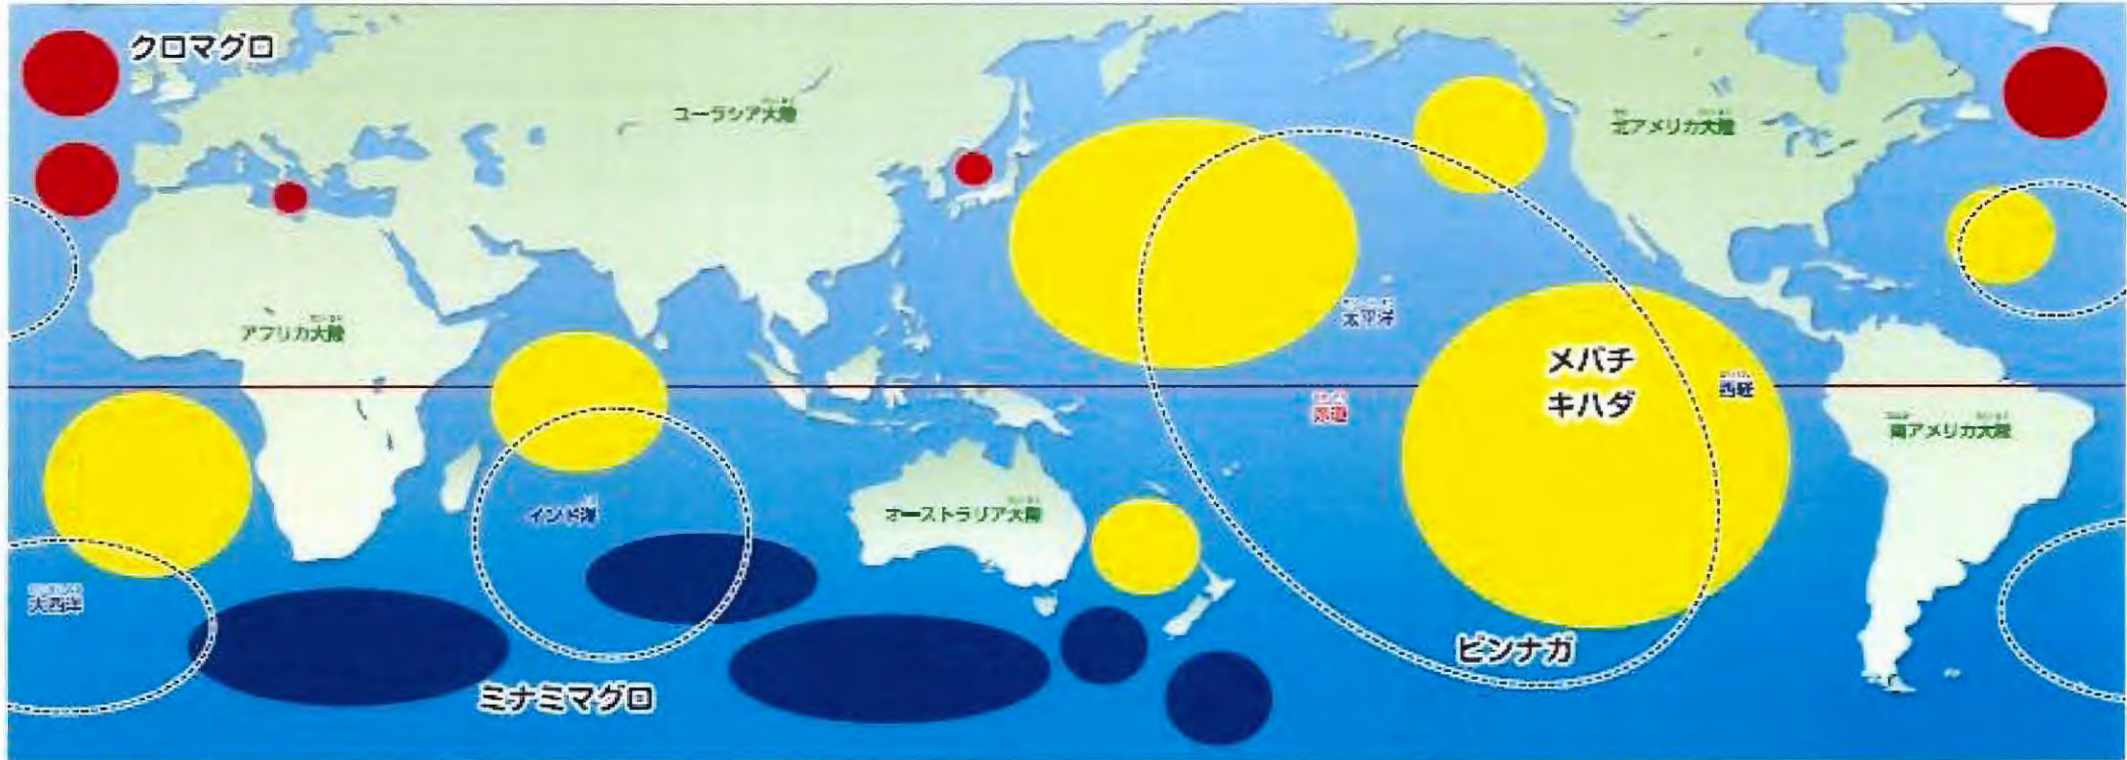 クロマグロ
ユーラシア大陸
北アメリカ大陸
アフリカ大陸
太平洋
メバチ
キハダ
赤道
南アメリカ大陸
インド洋
オーストラリア大陸
大西洋
ビンナガ
ミナミマグロ